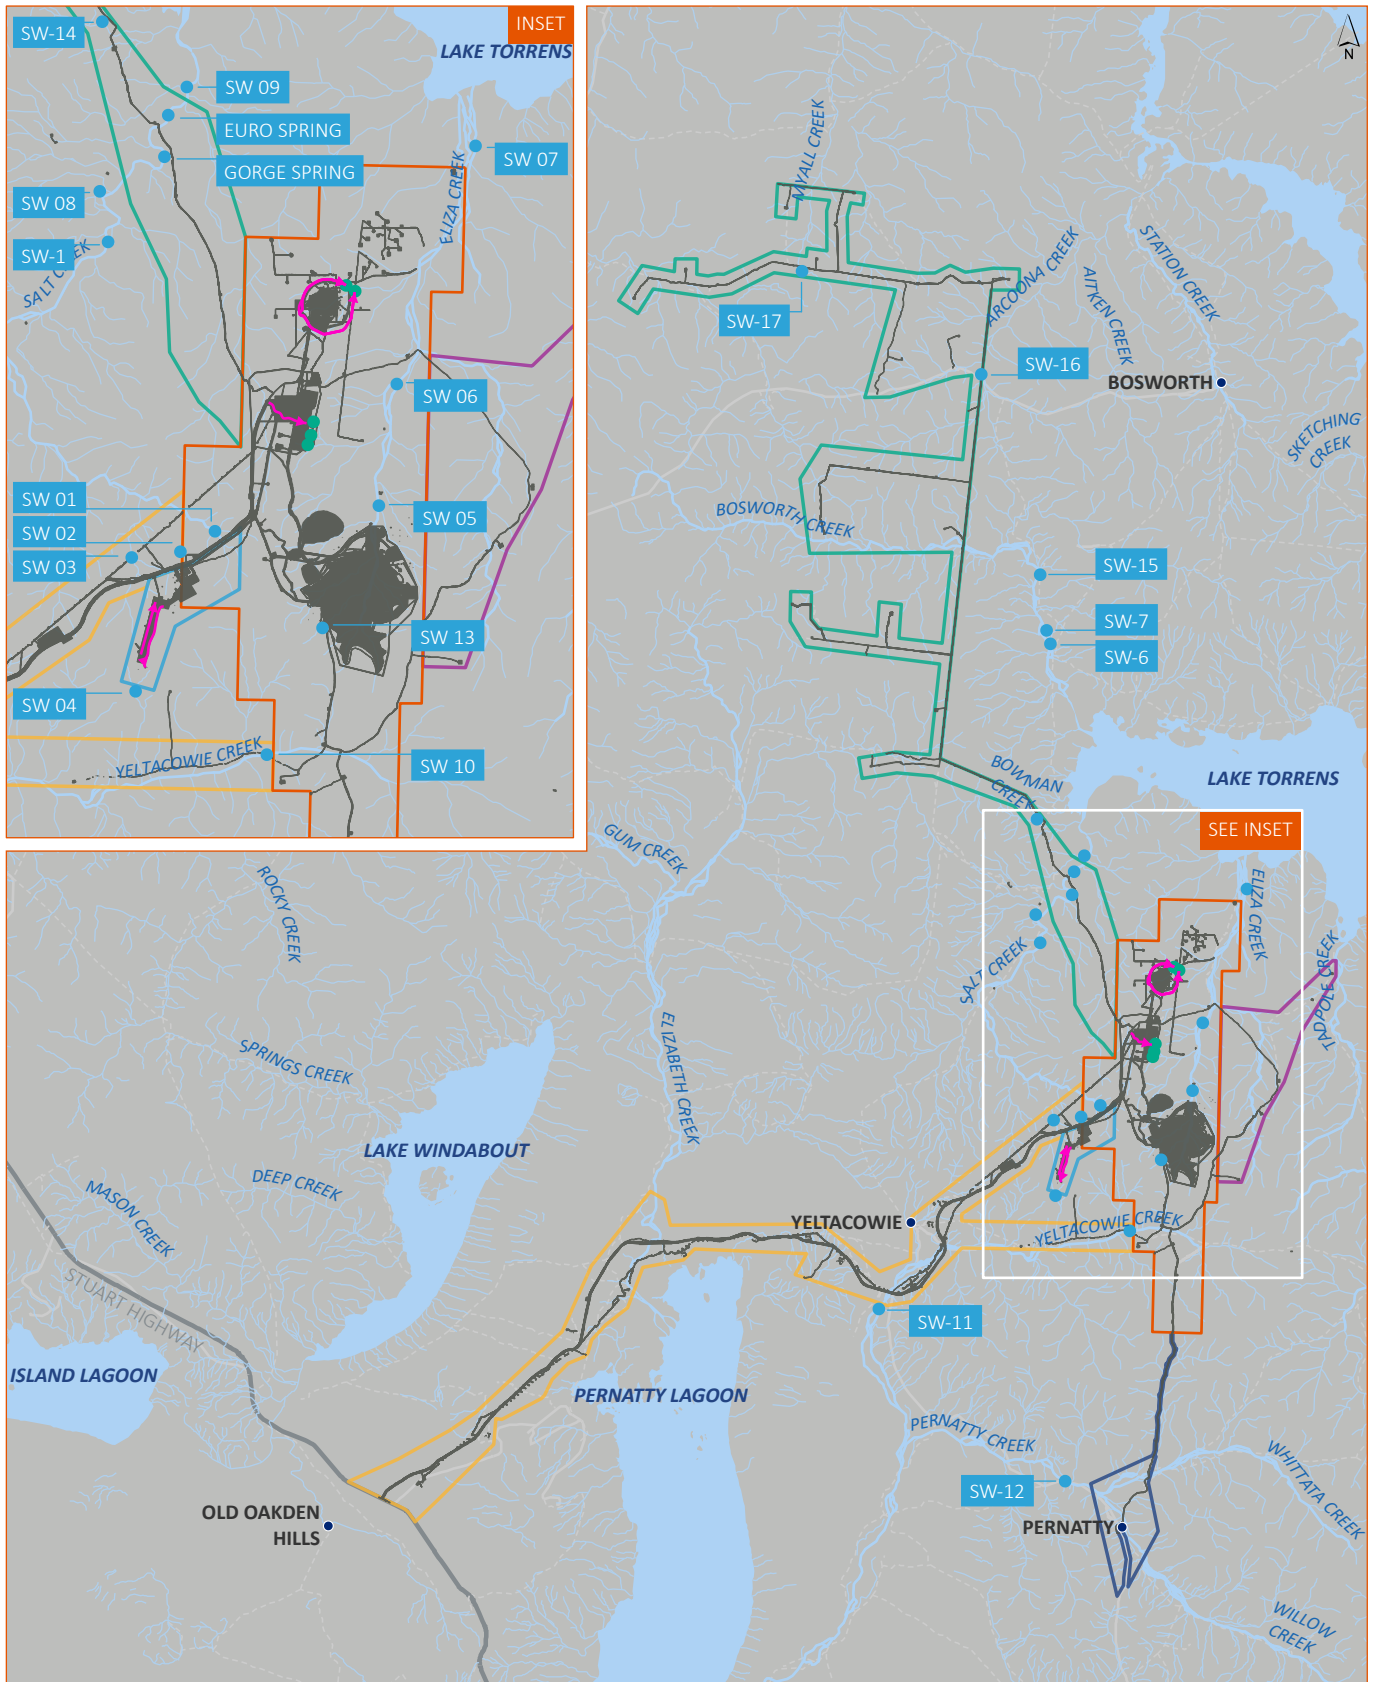 INSET
LAKE TORRENS
SW-14
SW 09
EURO SPRING
GORGE SPRING
SW 07
SW 08
SW-1
SALT CREEK
ELIZA CREEK
SW 06
SW 01
SW 02
SW 03
SW 05
SW 13
SW 04
YELTACOWIE CREEK
SW 10
N
MYALL CREEK
SW-17
ARCOONA CREEK
AITKEN CREEK
STATION CREEK
SW-16
BOSWORTH
SKETCHING
CREEK
BOSWORTH CREEK
SW-15
SW-7
SW-6
BOWMAN
CREEK
LAKE TORRENS
SEE INSET
GUM CREEK
ROCKY CREEK
ELIZA CREEK
SALT CREEK
TADPOLE CREEK
ELIZABETH CREEK
SPRINGS CREEK
LAKE WINDABOUT
DEEP CREEK
MASON CREEK
YELTACOWIE
YELTACOWIE CREEK
STUART HIGHWAY
SW-11
ISLAND LAGOON
PERNATTY LAGOON
PERNATTY CREEK
WHITTATA CREEK
SW-12
OLD OAKDEN
HILLS
PERNATTY
WILLOW
CREEK